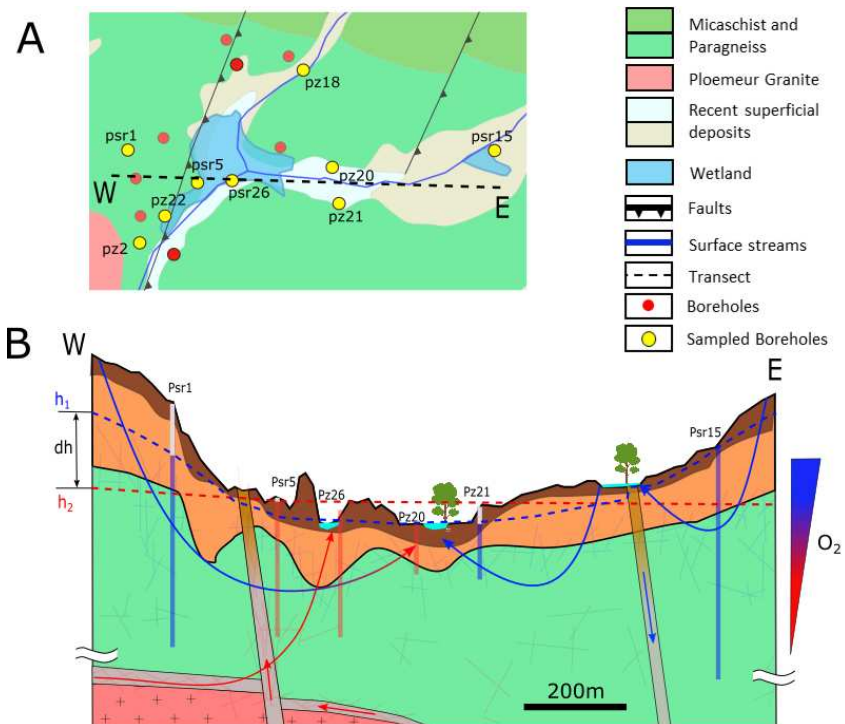 A
pz18
psr1
psr15
psr5
pz20
W
psr26
E
pz22
pz21
pz2
Micaschist and
Paragneiss
Ploemeur Granite
Recent superficial
deposits
Wetland
Faults
Surface streams
Transect
Boreholes
Sampled Boreholes
B
W
E
h1
Psr1
dh
Psr15
Psr5
Pz26
Pz21
h2
Pz20
O2
200m